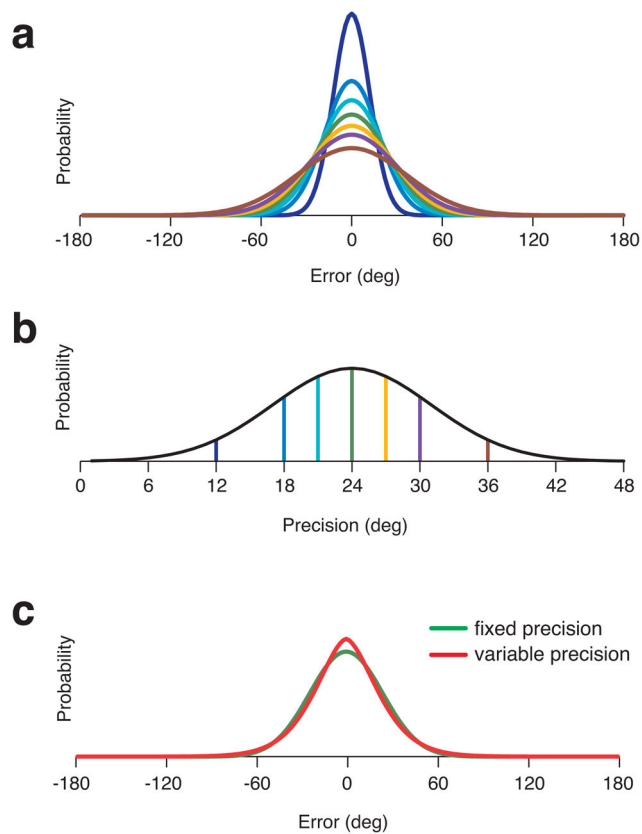 a
Probability
-180 -120 -60 0 60 120 180
Error (deg)
b
Probability
0 6 12 18 24 30 36 42 48
Precision (deg)
c
fixed precision
variable precision
Probability
-180 -120 -60 0 60 120 180
Error (deg)